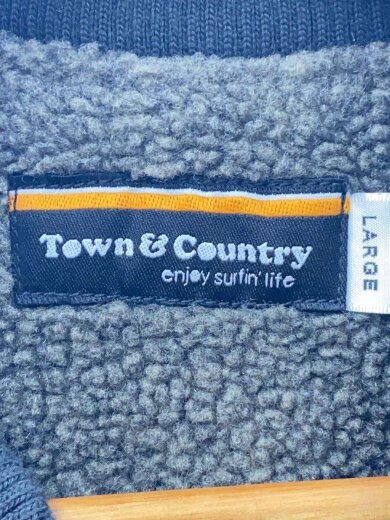 Town & Country
enjoy surfin' life
LARGE